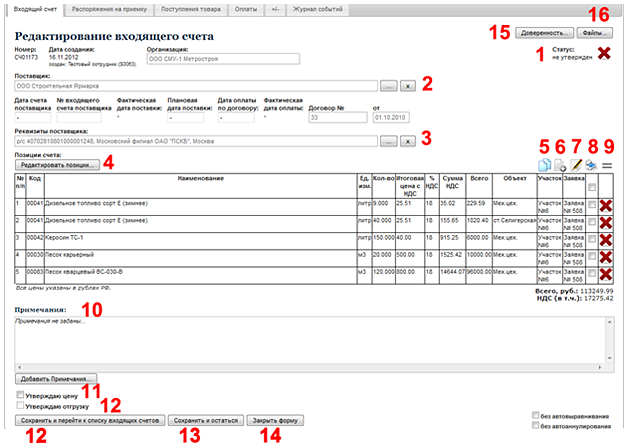 Входящий счет Распоряжения на приемку Поступления товара Оплаты +/- Журнал событий
16
15 Доверенность... Файлы...
Редактирование входящего счета
Номер: Дата создания: Организация: 1 Статус:
СЧ01173 16.11.2012 ООО СМУ-1 Метростроя не утвержден
создан: Тестовый сотрудник (S0063)
Поставщик:
ООО Строительная Ярмарка ... x 2
Дата счета поставщика № входящего счета поставщика Фактическая дата поставки: Плановая дата поставки: Дата оплаты по договору: Фактическая дата оплаты: Договор № от
- - - - - - 33 01.10.2010
Реквизиты поставщика:
р/с 40702810801000001248, Московский филиал ОАО "ПСКБ", Москва ... x 3
Позиции счета:
Редактировать позиции... 4 5 6 7 8 9
№ п/п Код Наименование Ед. изм. Кол-во Итоговая цена с НДС % НДС Сумма НДС Всего Объект Участок Заявка
1 00041 Дизельное топливо сорт Е (зимнее) литр 9.000 25.51 18 35.02 229.59 Мех.цех. Участок №6 Заявка № 508
2 00041 Дизельное топливо сорт Е (зимнее) литр 40.000 25.51 18 155.65 1020.40 ст.Селигерская Участок №6 Заявка № 508
3 00042 Керосин ТС-1 литр 150.000 40.00 18 915.25 6000.00 Мех.цех. Участок №6 Заявка № 508
4 00030 Песок карьерный м3 20.000 500.00 18 1525.42 10000.00 Мех.цех. Участок №6 Заявка № 508
5 00083 Песок кварцевый ВС-030-В м3 120.000 800.00 18 14644.07 96000.00 Мех.цех. Участок №6 Заявка № 508
Все цены указаны в рублях РФ. Всего, руб.: 113249.99
НДС (в т.ч.): 17275.42
Примечания: 10
Примечания не заданы...
Добавить Примечания...
Утверждаю цену 11
Утверждаю отгрузку 12
без автовыравнивания
Сохранить и перейти к списку входящих счетов Сохранить и остаться Закрыть форму
без автоаннулирования
12 13 14